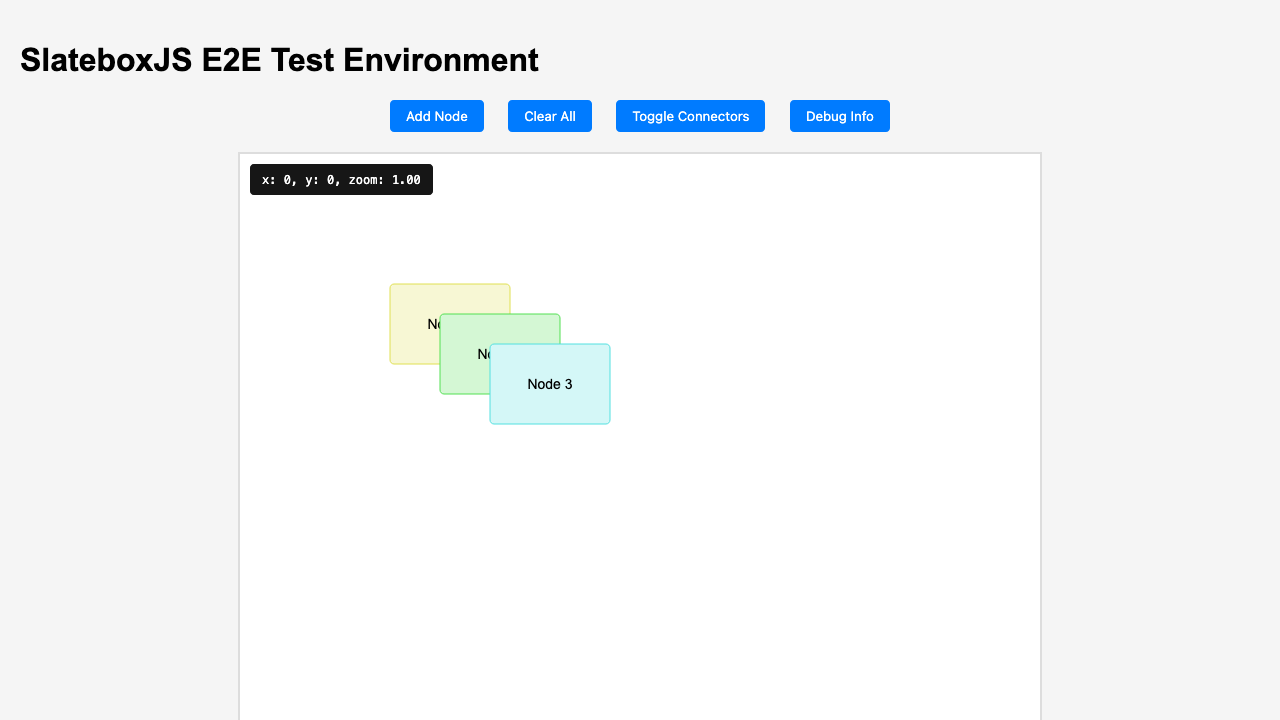 SlateboxJS E2E Test Environment
Add Node
Clear All
Toggle Connectors
Debug Info
x: 0, y: 0, zoom: 1.00
Node 3